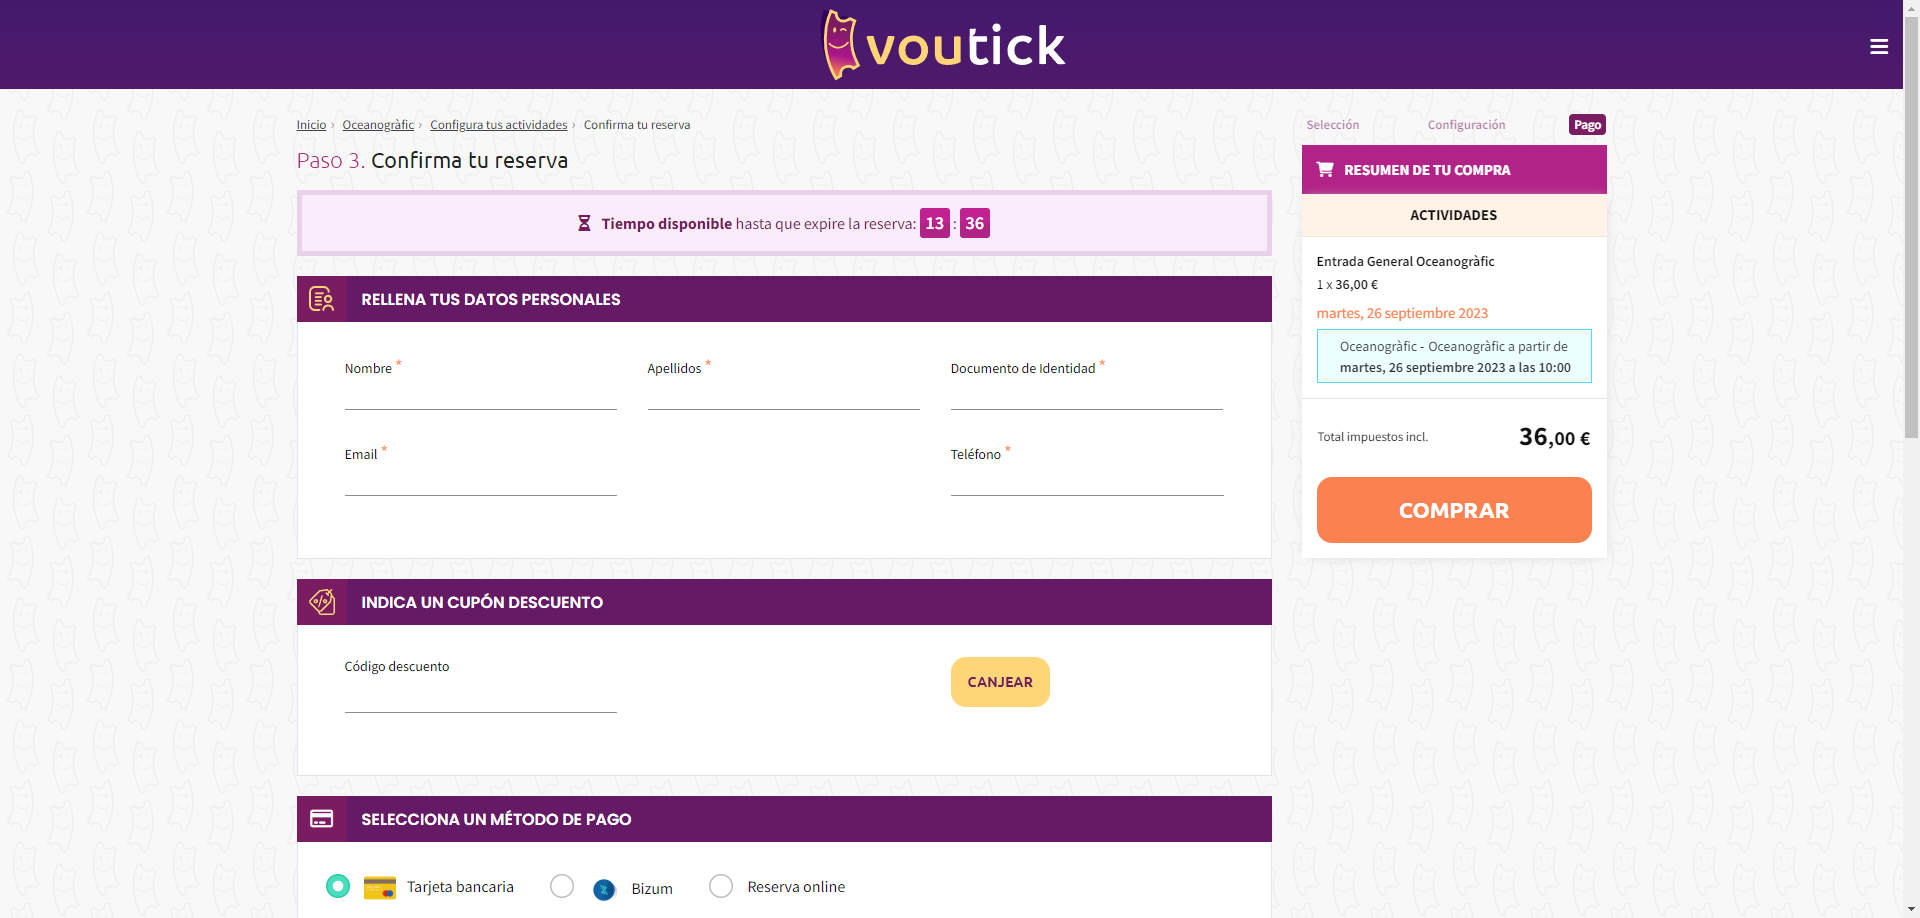 voutick
Inicio › Oceanogràfic › Configura tus actividades › Confirma tu reserva
Paso 3. Confirma tu reserva
Tiempo disponible hasta que expire la reserva: 13 : 36
RELLENA TUS DATOS PERSONALES
Nombre *
Apellidos *
Documento de Identidad *
Email *
Teléfono *
INDICA UN CUPÓN DESCUENTO
Código descuento
CANJEAR
SELECCIONA UN MÉTODO DE PAGO
Tarjeta bancaria
Bizum
Reserva online
Selección
Configuración
Pago
RESUMEN DE TU COMPRA
ACTIVIDADES
Entrada General Oceanogràfic
1 x 36,00 €
martes, 26 septiembre 2023
Oceanogràfic - Oceanogràfic a partir de
martes, 26 septiembre 2023 a las 10:00
Total impuestos incl. 36,00 €
COMPRAR